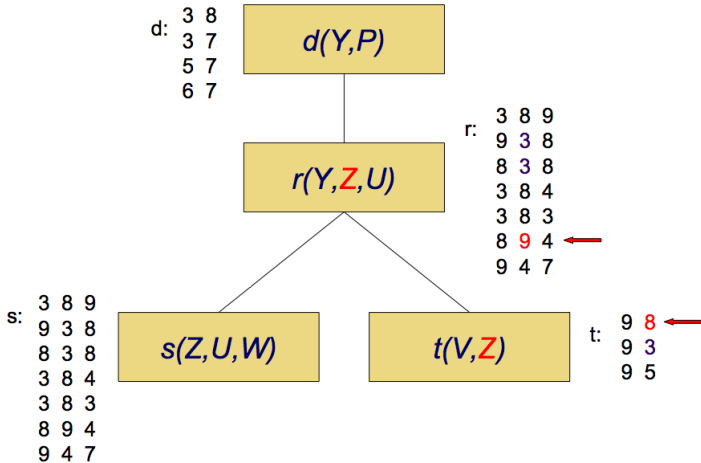 d:
3 8
3 7
5 7
6 7
d(Y,P)
r:
3 8 9
9 3 8
8 3 8
3 8 4
3 8 3
8 9 4
9 4 7
r(Y,Z,U)
s:
3 8 9
9 3 8
8 3 8
3 8 4
3 8 3
8 9 4
9 4 7
s(Z,U,W)
t(V,Z)
t:
9 8
9 3
9 5